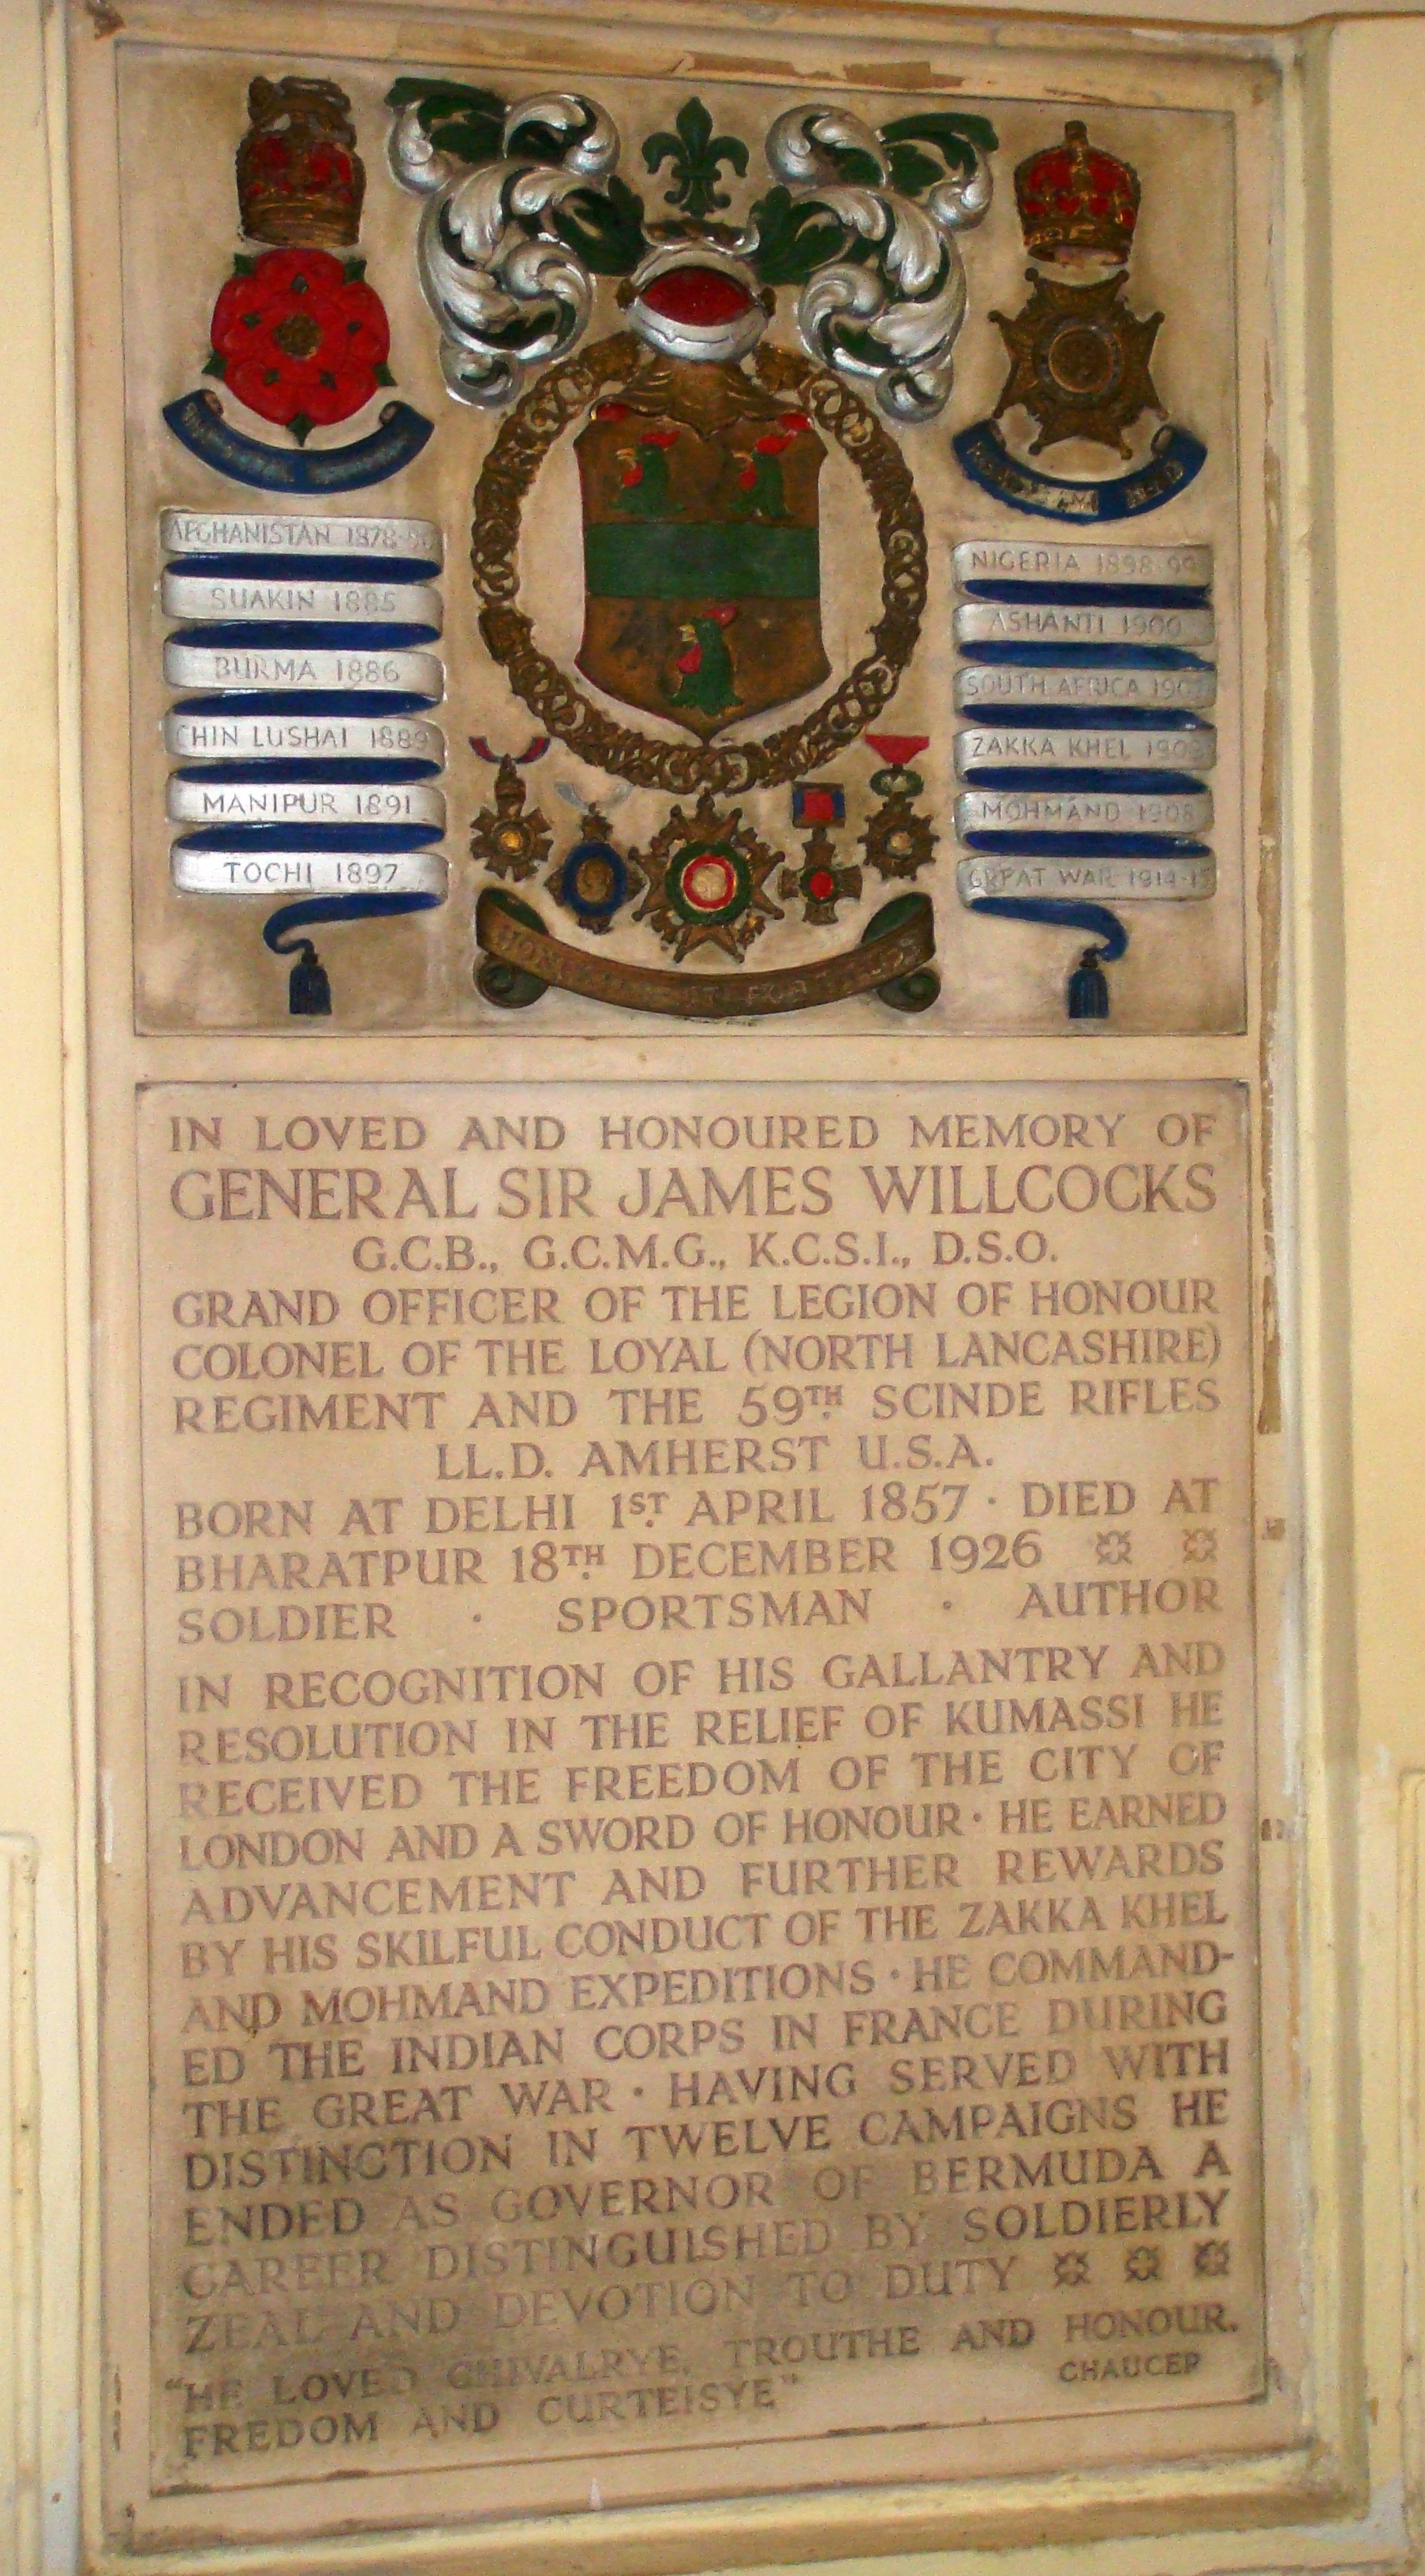 AFGHANISTAN 1878-80
SUAKIN 1885
BURMA 1886
CHIN LUSHAI 1889
MANIPUR 1891
TOCHI 1897
NIGERIA 1898-99
ASHANTI 1900
SOUTH AFRICA
ZAKKA KHEL 1908
MOHMAND 1908
GREAT WAR 1914-15
IN LOVED AND HONOURED MEMORY OF
GENERAL SIR JAMES WILLCOCKS
G.C.B., G.C.M.G., K.C.S.I., D.S.O.
GRAND OFFICER OF THE LEGION OF HONOUR
COLONEL OF THE LOYAL (NORTH LANCASHIRE)
REGIMENT AND THE 59TH SCINDE RIFLES
LL.D. AMHERST U.S.A.
BORN AT DELHI 1ST APRIL 1857 · DIED AT
BHARATPUR 18TH DECEMBER 1926
SOLDIER · SPORTSMAN · AUTHOR
IN RECOGNITION OF HIS GALLANTRY AND
RESOLUTION IN THE RELIEF OF KUMASSI HE
RECEIVED THE FREEDOM OF THE CITY OF
LONDON AND A SWORD OF HONOUR · HE EARNED
ADVANCEMENT AND FURTHER REWARDS
BY HIS SKILFUL CONDUCT OF THE ZAKKA KHEL
AND MOHMAND EXPEDITIONS · HE COMMAND-
ED THE INDIAN CORPS IN FRANCE DURING
THE GREAT WAR · HAVING SERVED WITH
DISTINCTION IN TWELVE CAMPAIGNS HE
ENDED AS GOVERNOR OF BERMUDA A
CAREER DISTINGUISHED BY SOLDIERLY
ZEAL AND DEVOTION TO DUTY
"HE LOVED CHIVALRYE, TROUTHE AND HONOUR.
FREDOM AND CURTEISYE" CHAUCER